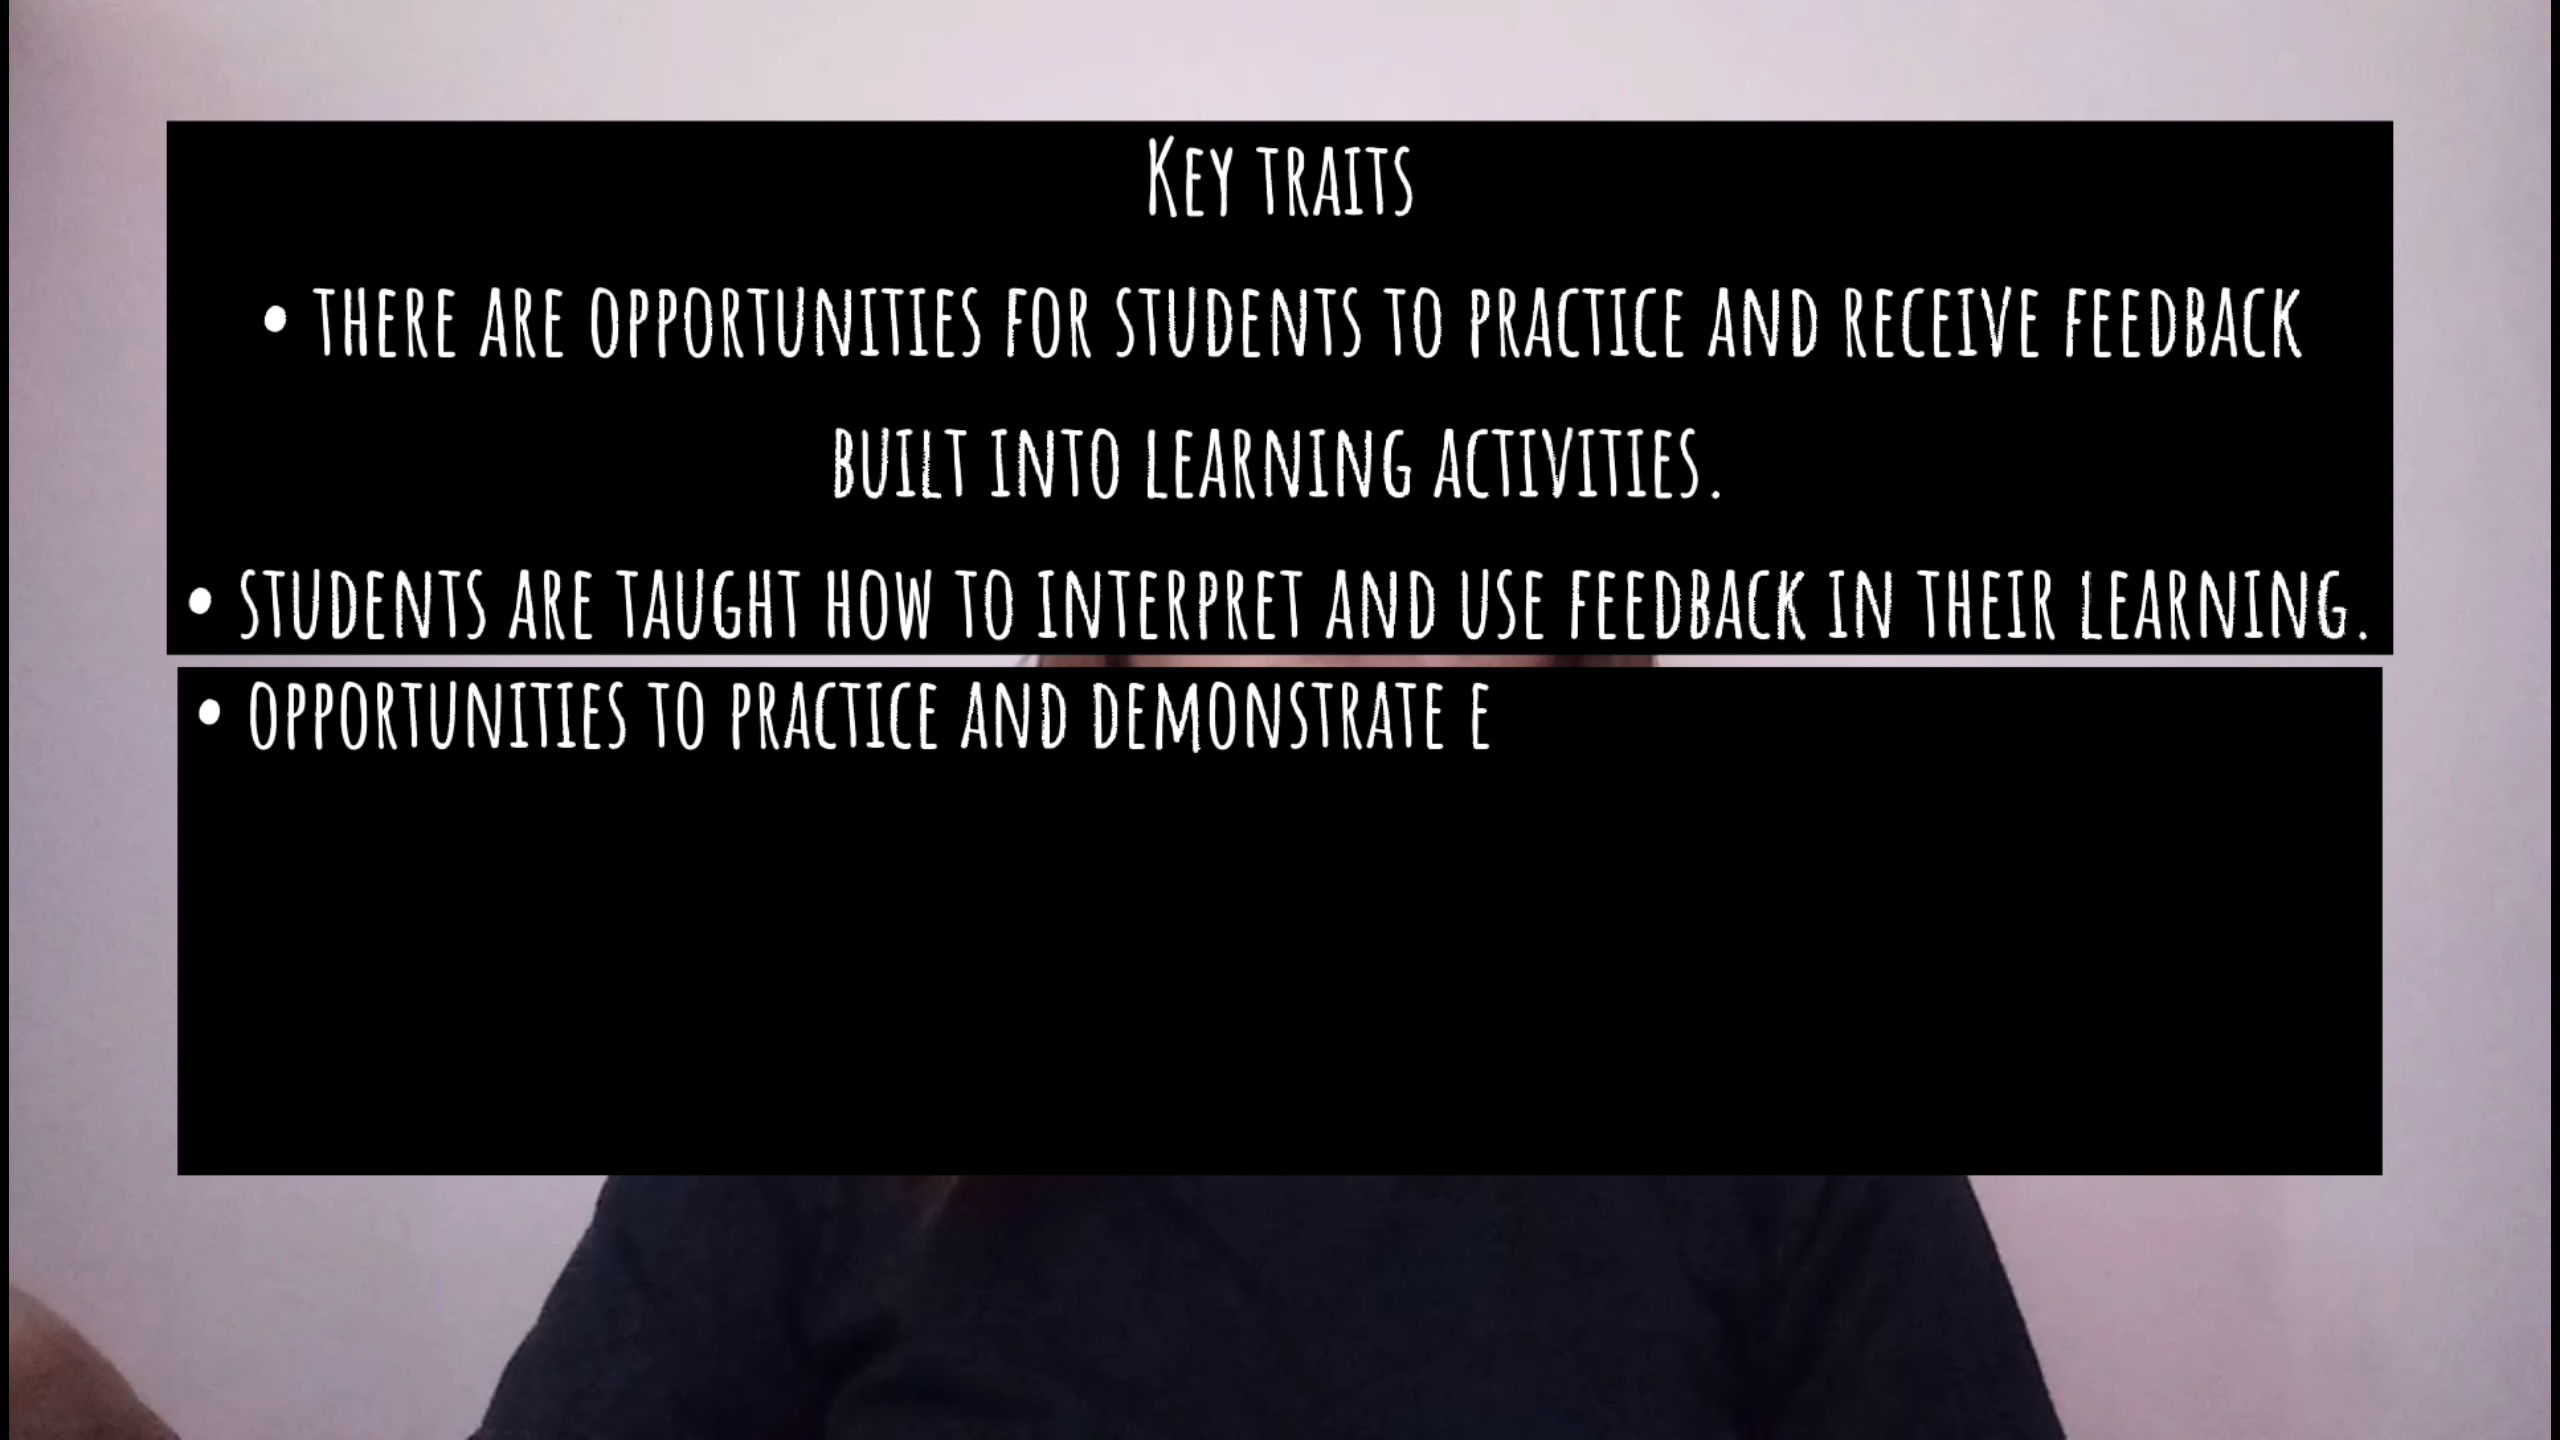 Key traits
• there are opportunities for students to practice and receive feedback
built into learning activities.
• students are taught how to interpret and use feedback in their learning.
• opportunities to practice and demonstrate e